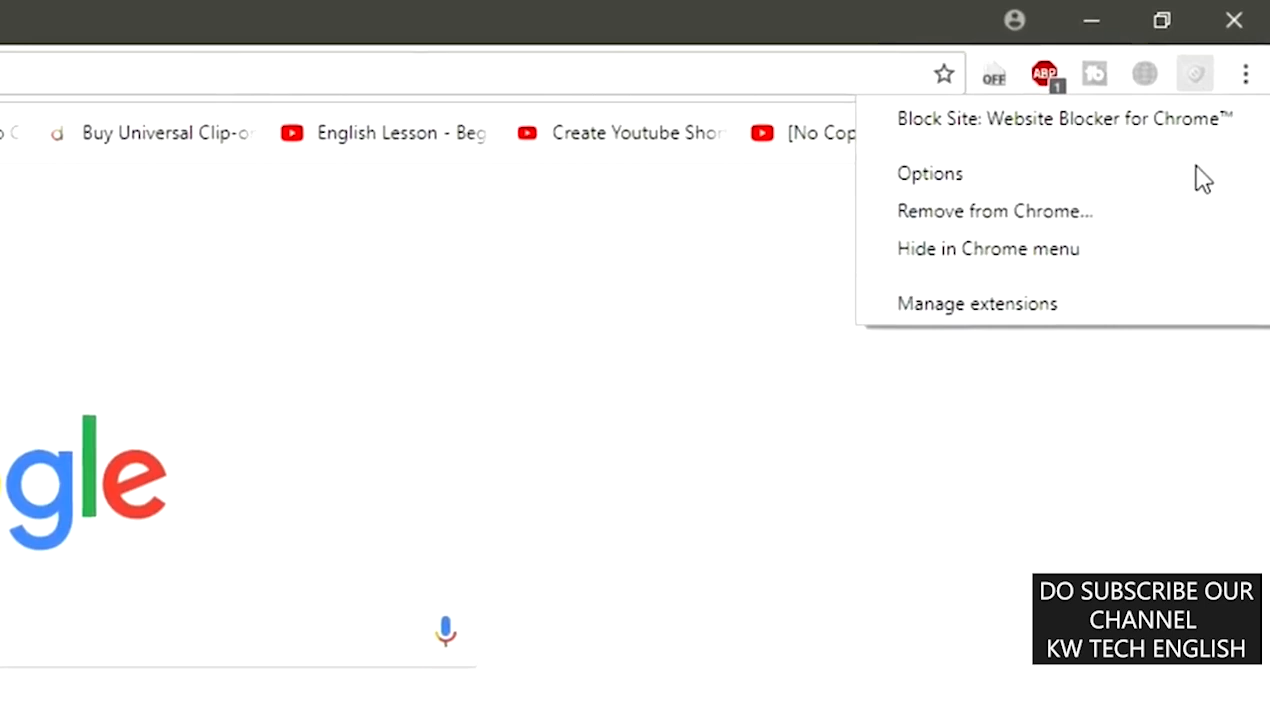 OFF
ABP
1
Buy Universal Clip-o
English Lesson - Beg
Create Youtube Shor
[No Cop
Block Site: Website Blocker for Chrome™
Options
Remove from Chrome...
Hide in Chrome menu
Manage extensions
gle
DO SUBSCRIBE OUR
CHANNEL
KW TECH ENGLISH